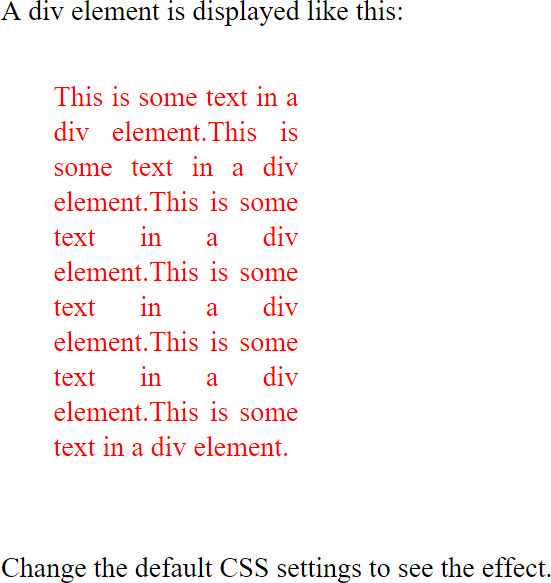 A div element is displayed like this:
This is some text in a
div element.This is
some text in a div
element.This is some
text in a div
element.This is some
text in a div
element.This is some
text in a div
element.This is some
text in a div element.
Change the default CSS settings to see the effect.